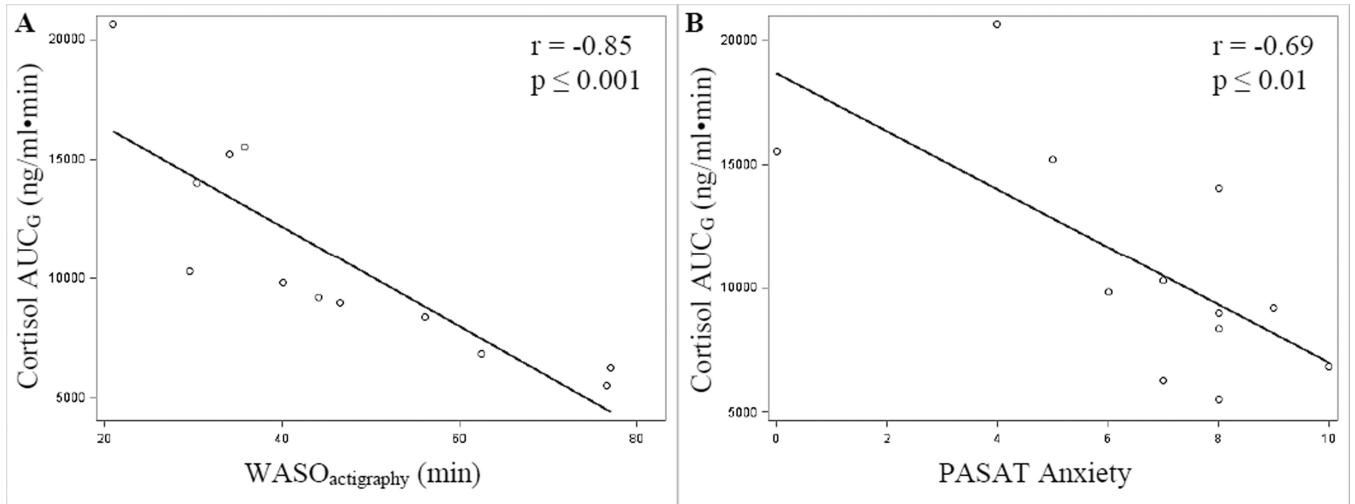 A
r = -0.85
p ≤ 0.001
Cortisol AUCG (ng/ml•min)
20000
15000
10000
5000
20 40 60 80
WASOactigraphy (min)
B
r = -0.69
p ≤ 0.01
Cortisol AUCG (ng/ml•min)
20000
15000
10000
5000
0 2 4 6 8 10
PASAT Anxiety